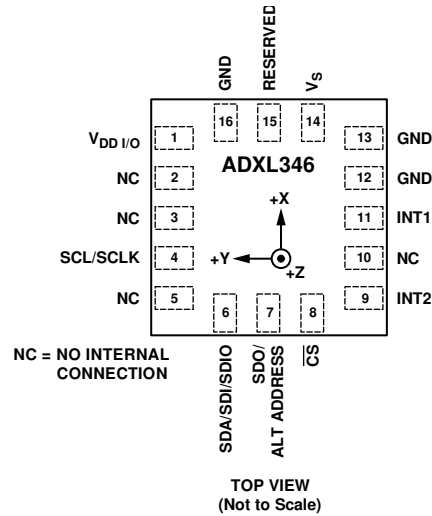 GND
RESERVED
VS
16
15
14
VDD I/O
1
13
GND
ADXL346
NC
2
12
GND
+X
NC
3
11
INT1
SCL/SCLK
4
+Y
+Z
10
NC
NC
5
9
INT2
6
7
8
NC = NO INTERNAL
CONNECTION
SDA/SDI/SDIO
SDO/
ALT ADDRESS
CS
TOP VIEW
(Not to Scale)